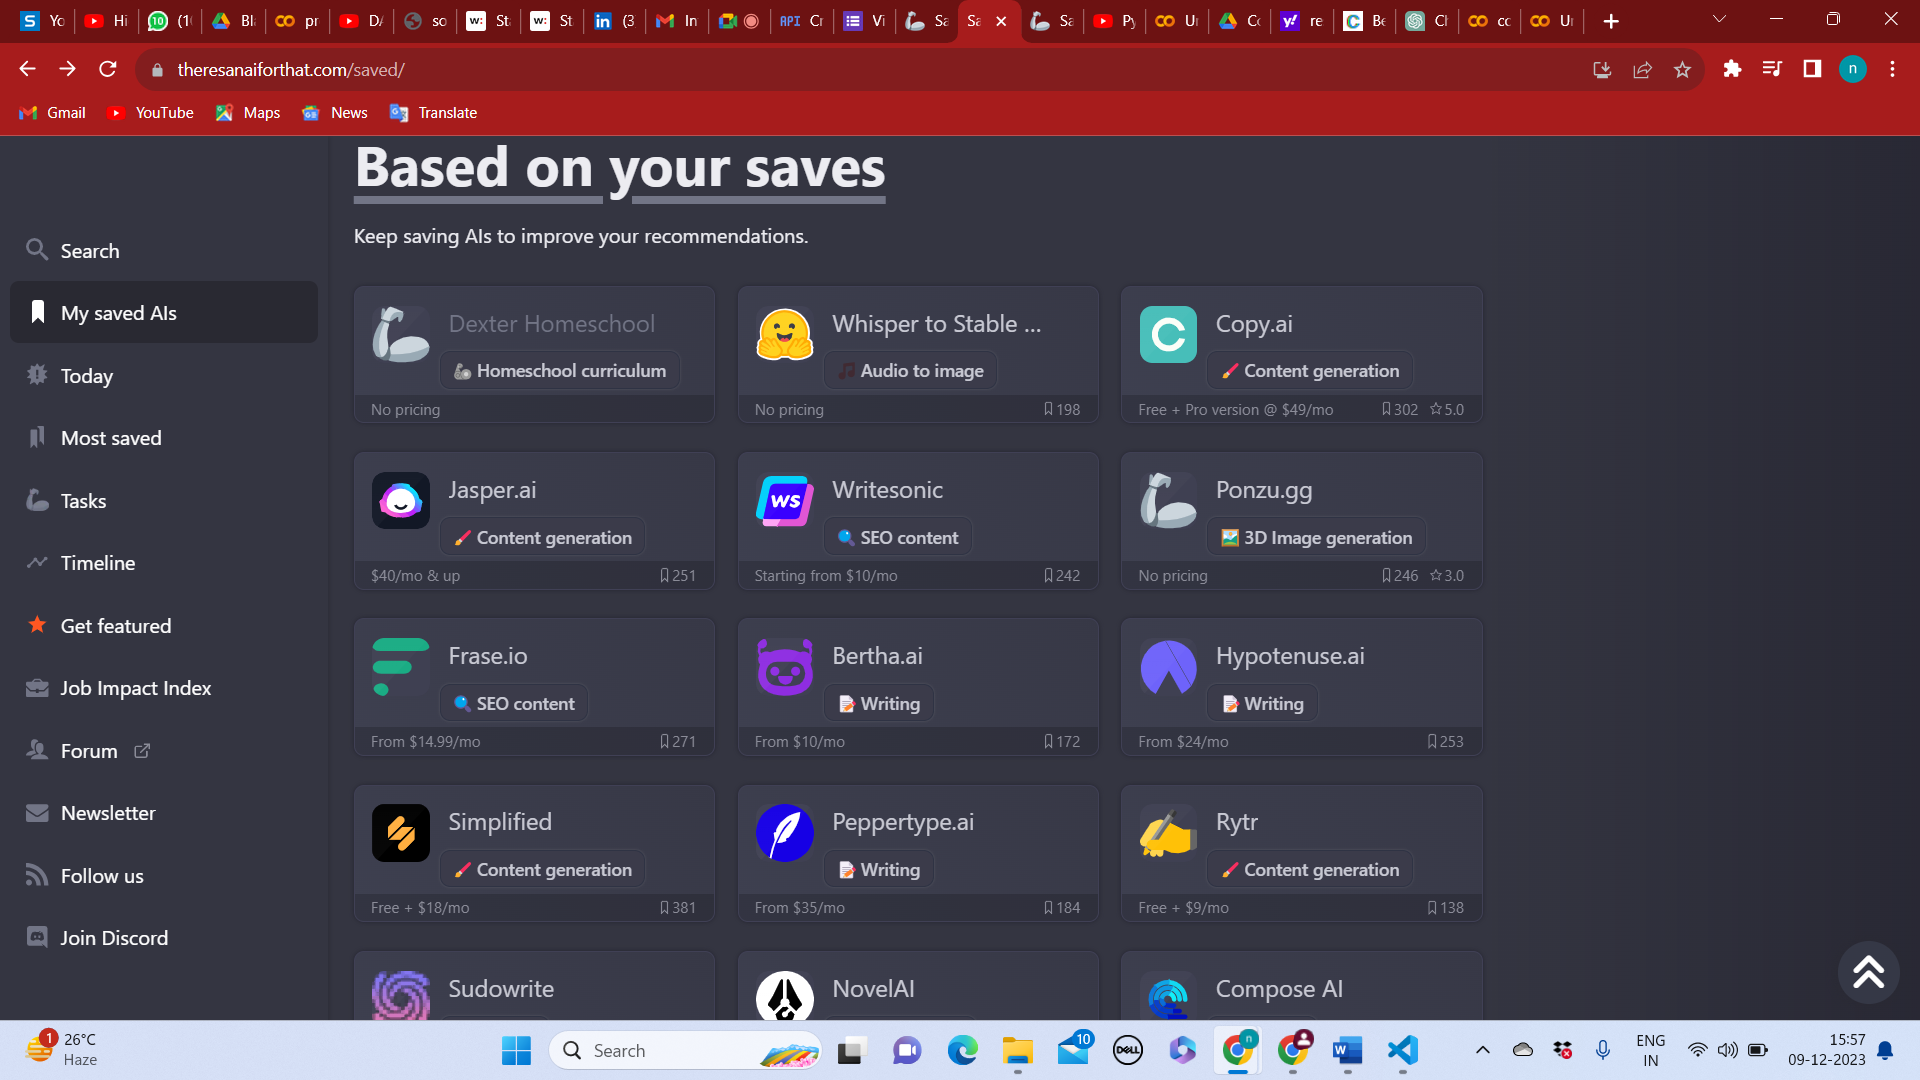 Yo
Hi
(1(
Bl
pr
D/
so
St
St
(3
In
Cr
Vi
Sa
Sa
Sa
Py
Ur
Cc
re
Be
Cl
cc
Ur
theresanaiforthat.com/saved/
n
Gmail
YouTube
Maps
News
Translate
Search
My saved AIs
Today
Most saved
Tasks
Timeline
Get featured
Job Impact Index
Forum
Newsletter
Follow us
Join Discord
Based on your saves
Keep saving AIs to improve your recommendations.
Dexter Homeschool
Homeschool curriculum
No pricing
Whisper to Stable ...
Audio to image
No pricing 198
Copy.ai
Content generation
Free + Pro version @ $49/mo 302 5.0
Jasper.ai
Content generation
$40/mo & up 251
Writesonic
SEO content
Starting from $10/mo 242
Ponzu.gg
3D Image generation
No pricing 246 3.0
Frase.io
SEO content
From $14.99/mo 271
Bertha.ai
Writing
From $10/mo 172
Hypotenuse.ai
Writing
From $24/mo 253
Simplified
Content generation
Free + $18/mo 381
Peppertype.ai
Writing
From $35/mo 184
Rytr
Content generation
Free + $9/mo 138
Sudowrite
NovelAI
Compose AI
1
26°C
Haze
Search
10
DELL
n
ENG
IN
15:57
09-12-2023